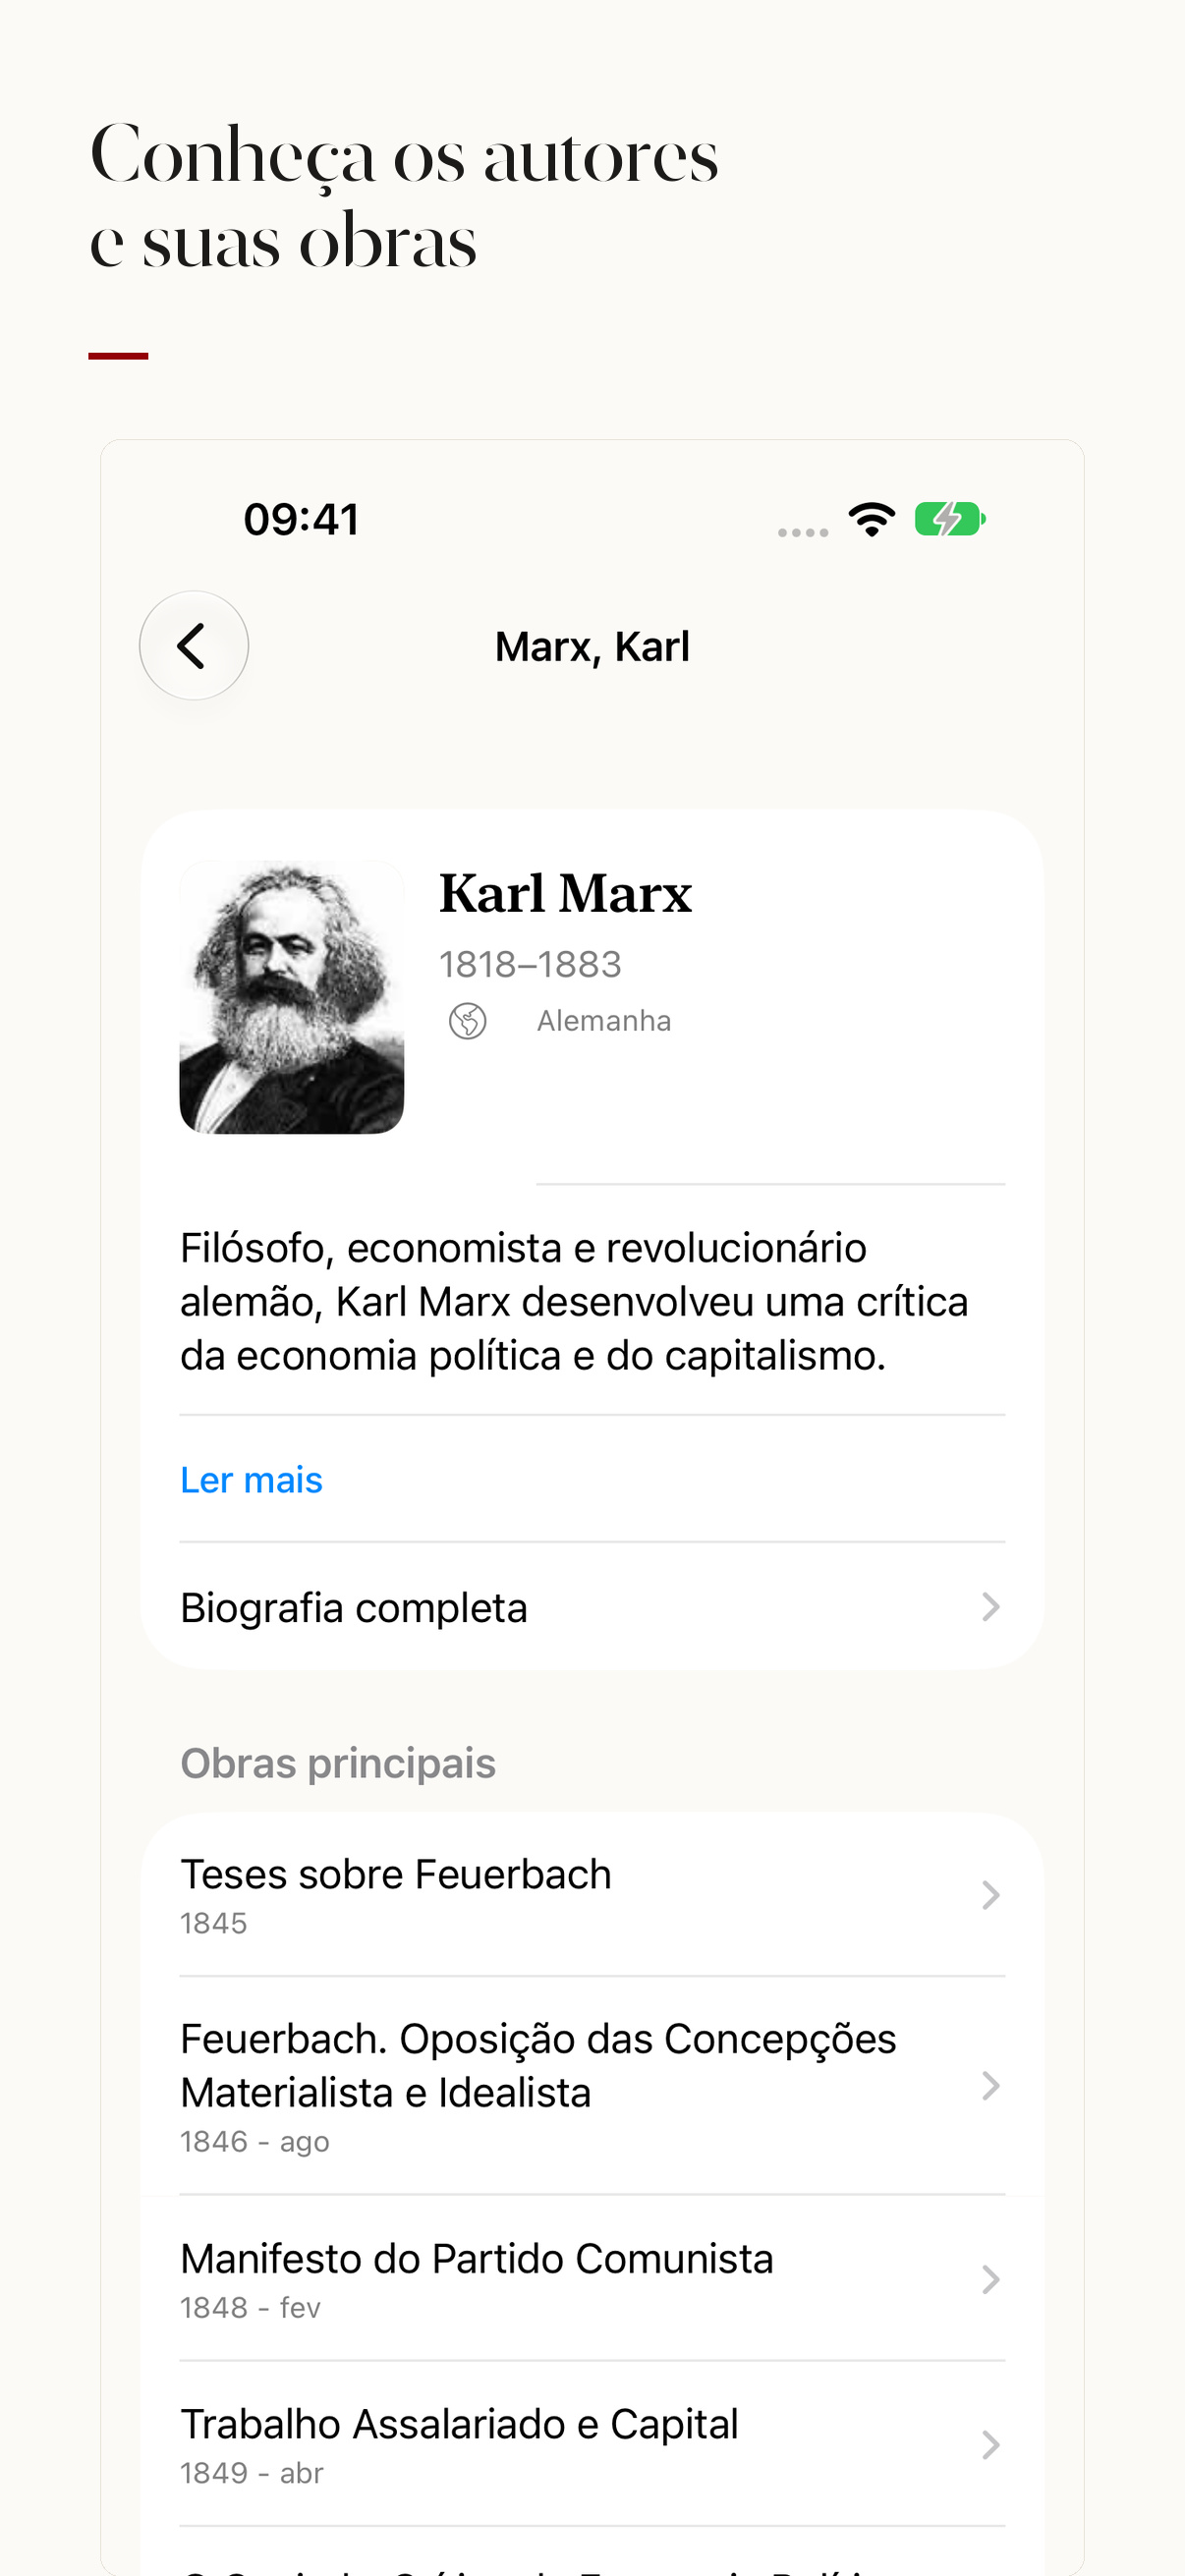 Conheça os autores
e suas obras
09:41
Marx, Karl
Karl Marx
1818–1883
Alemanha
Filósofo, economista e revolucionário
alemão, Karl Marx desenvolveu uma crítica
da economia política e do capitalismo.
Ler mais
Biografia completa
Obras principais
Teses sobre Feuerbach
1845
Feuerbach. Oposição das Concepções
Materialista e Idealista
1846 - ago
Manifesto do Partido Comunista
1848 - fev
Trabalho Assalariado e Capital
1849 - abr